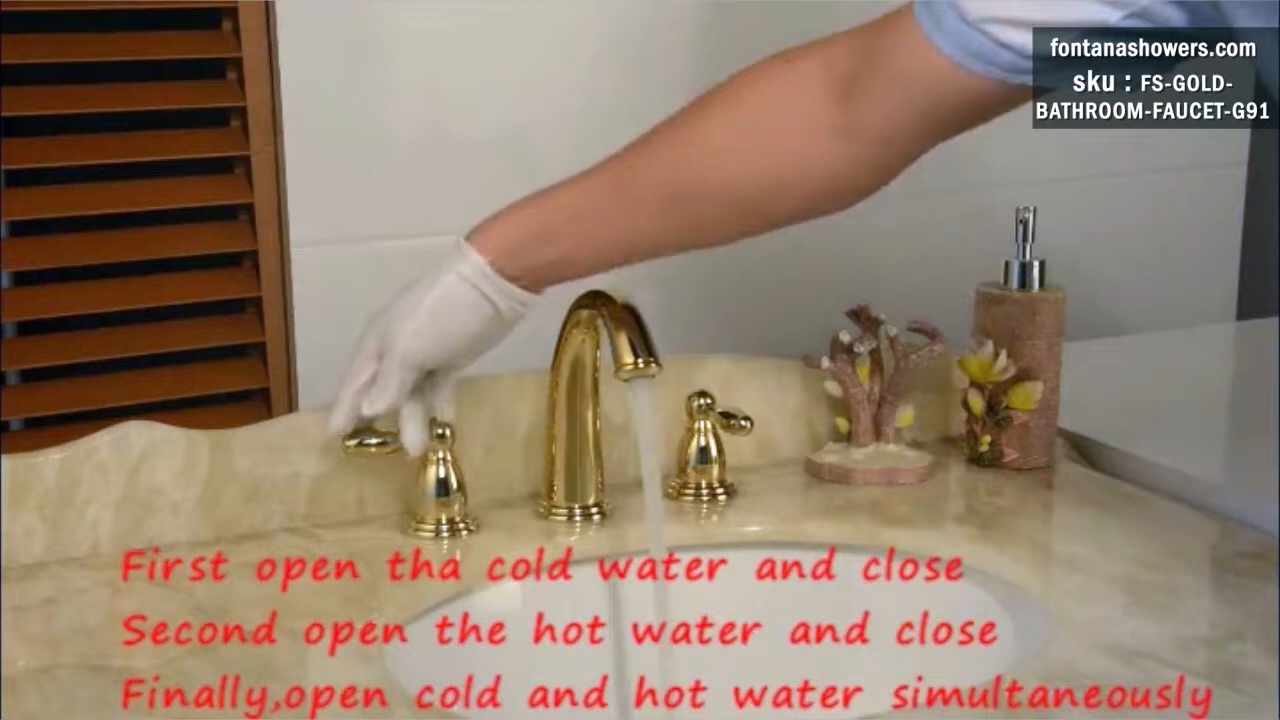 fontanashowers.com
sku : FS-GOLD-
BATHROOM-FAUCET-G91
First open tha cold water and close
Second open the hot water and close
Finally,open cold and hot water simultaneously